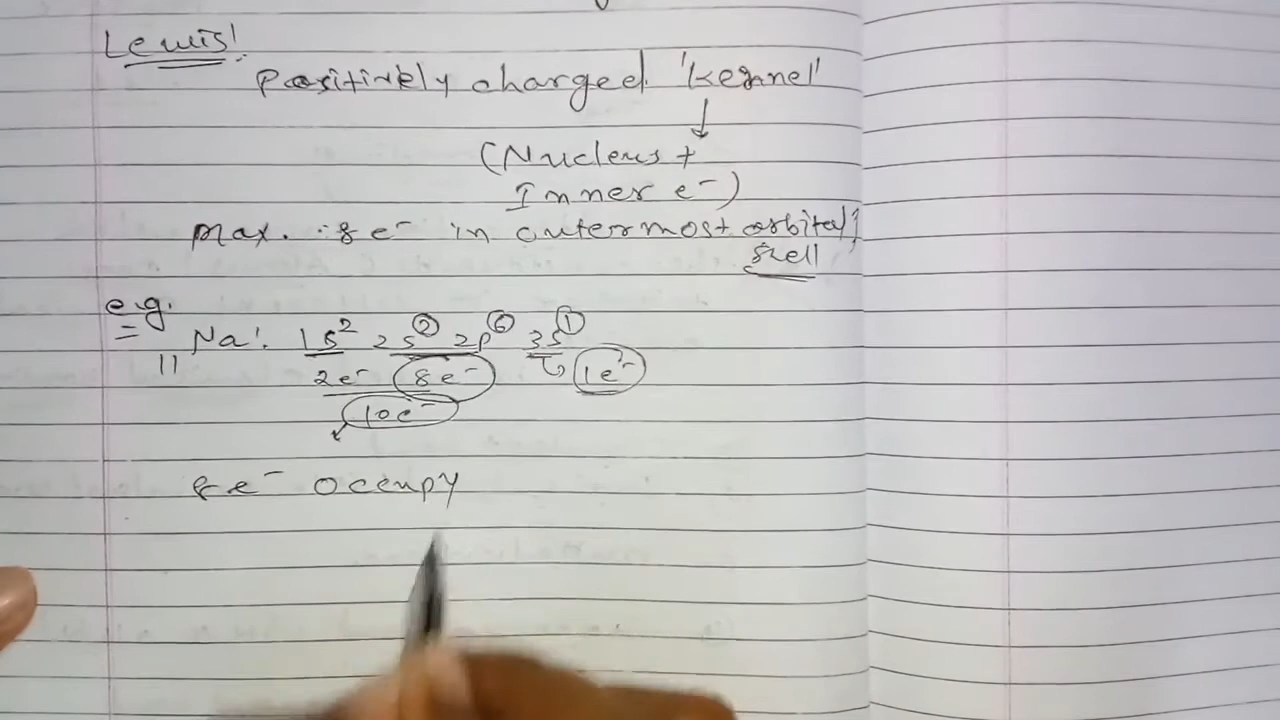 Lewis:
Positively charged 'kernel'
↓
(Nucleus +
Inner e⁻)
max. 8 e⁻ in outermost orbital /
shell
e.g.
Na: 1s² 2s² 2p⁶ 3s¹
11
2e⁻ 8e⁻ 1e⁻
10e⁻
8e⁻ occupy